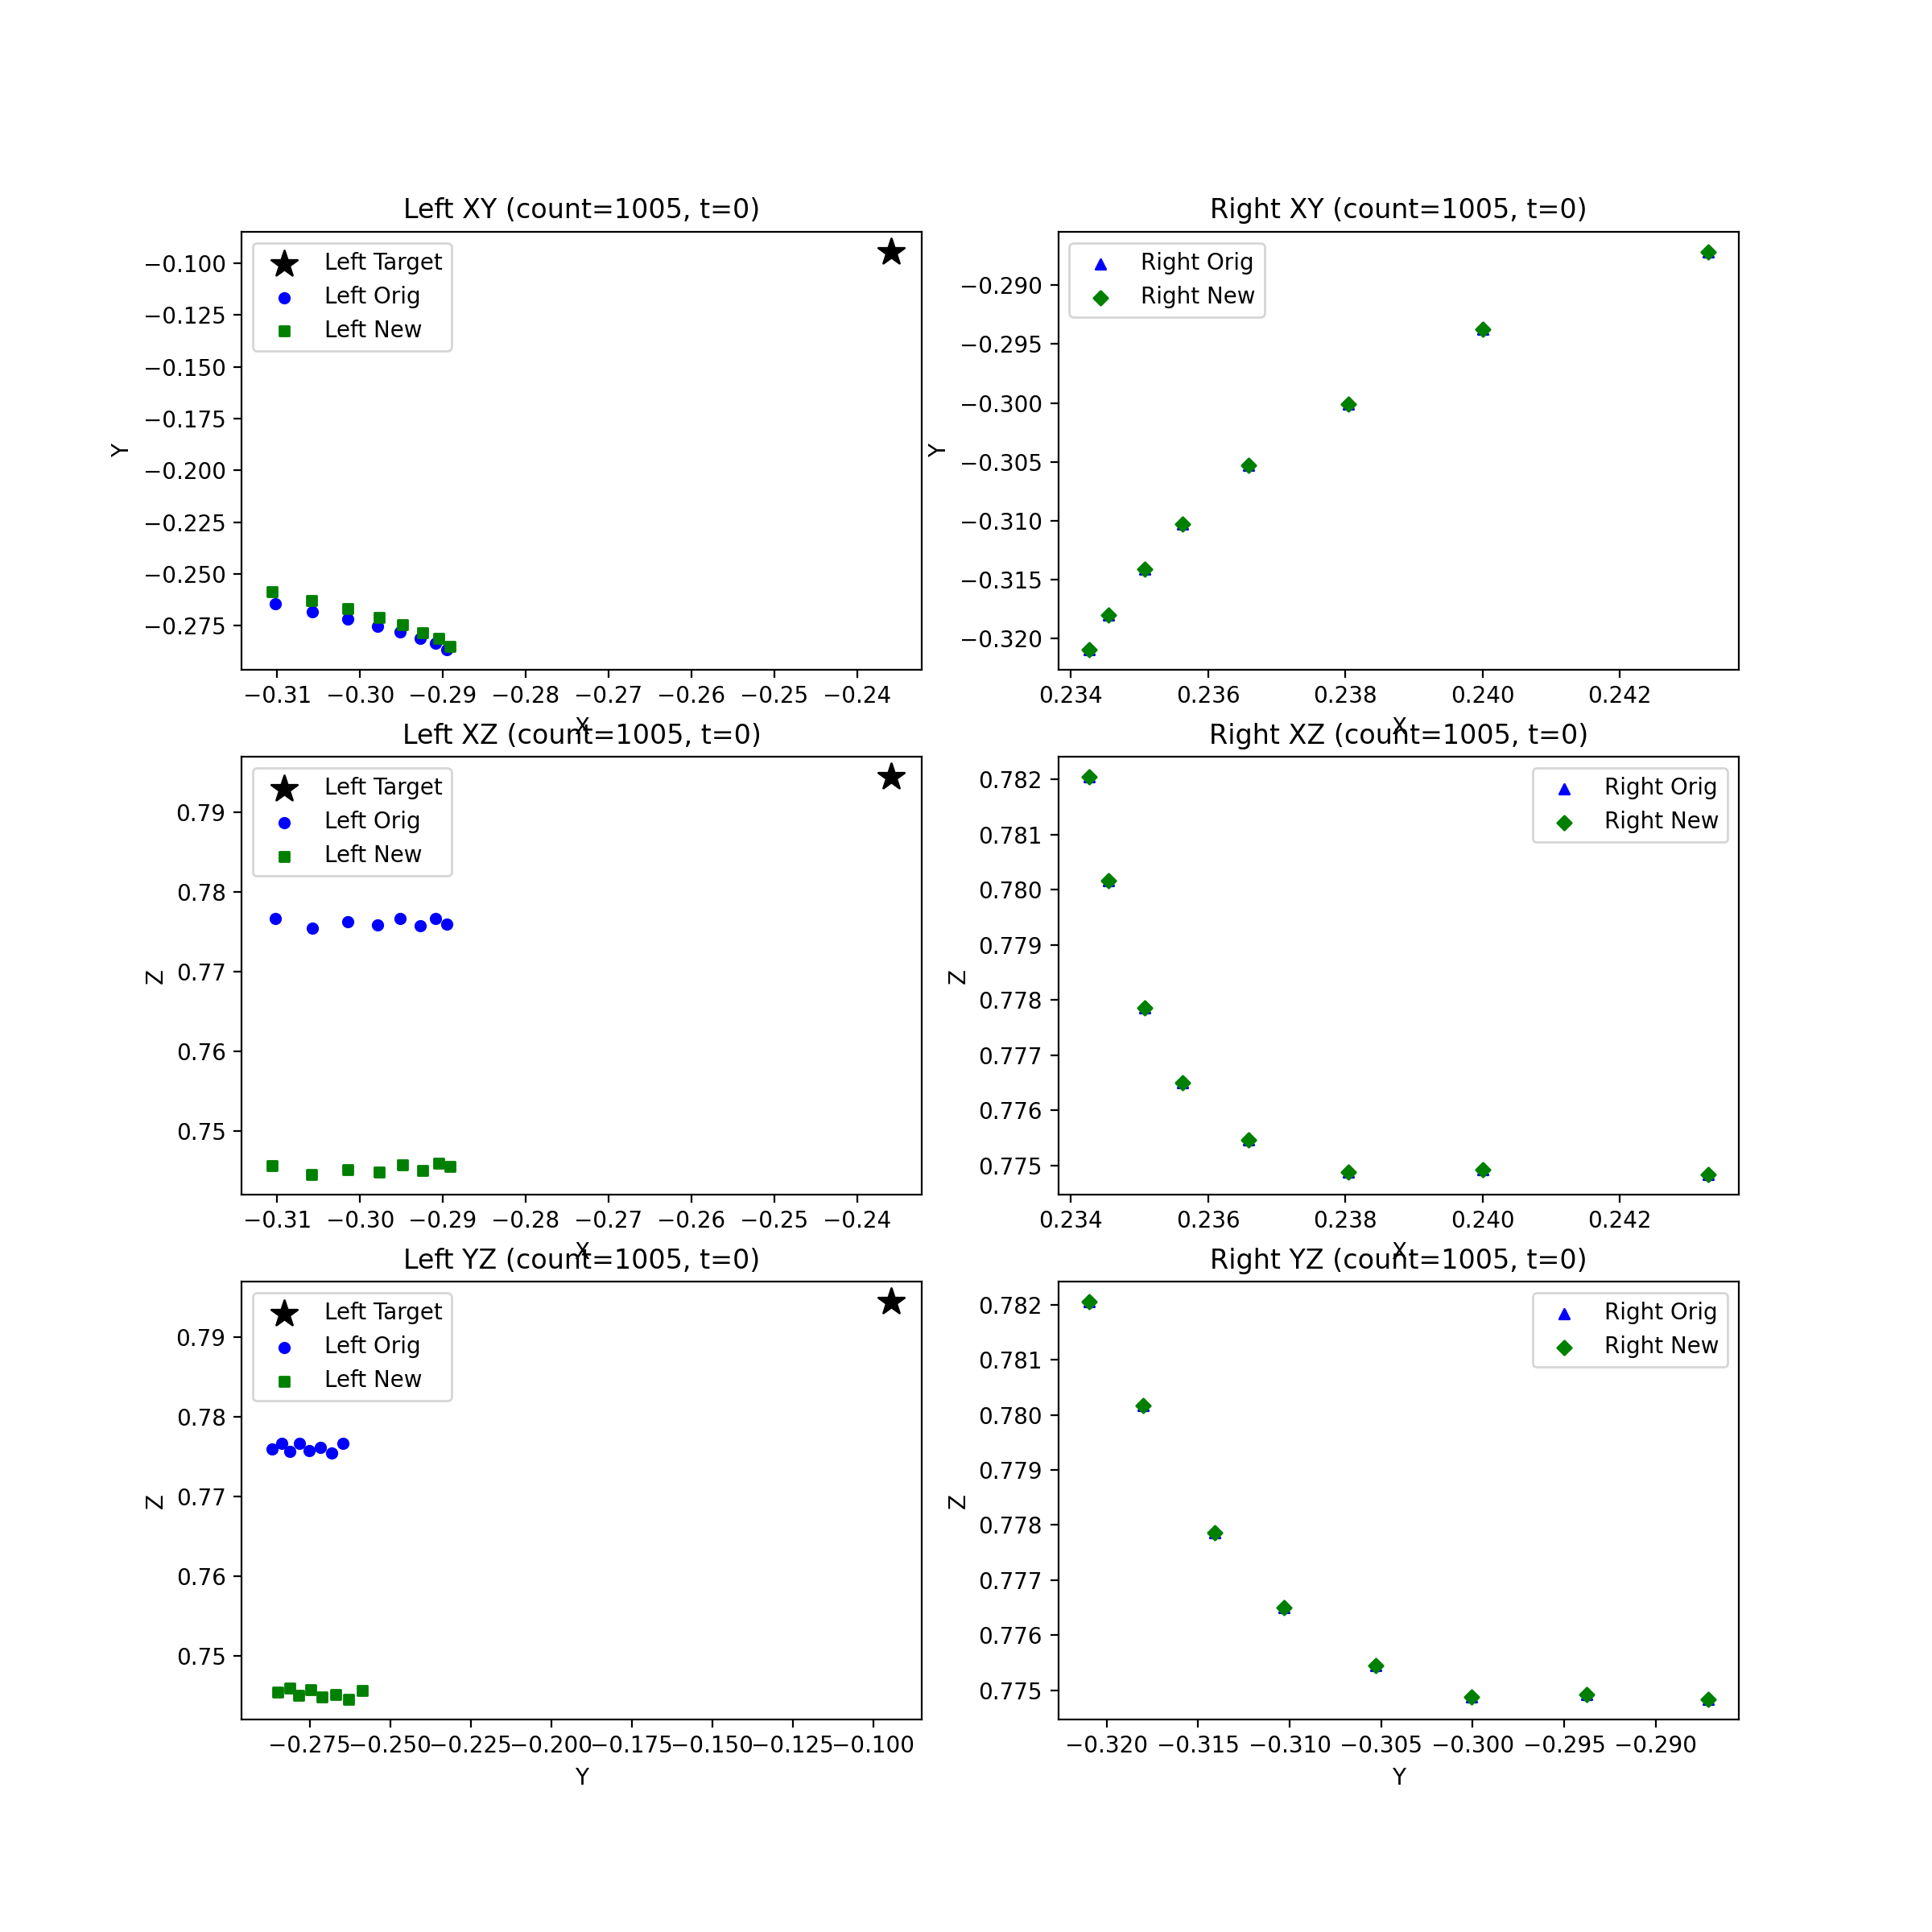 Left XY (count=1005, t=0)
Left Target
Left Orig
Left New
−0.100
−0.125
−0.150
−0.175
−0.200
−0.225
−0.250
−0.275
Y
−0.31 −0.30 −0.29 −0.28 −0.27 −0.26 −0.25 −0.24
X
Right XY (count=1005, t=0)
Right Orig
Right New
−0.290
−0.295
−0.300
−0.305
−0.310
−0.315
−0.320
Y
0.234 0.236 0.238 0.240 0.242
X
Left XZ (count=1005, t=0)
Left Target
Left Orig
Left New
0.79
0.78
0.77
0.76
0.75
Z
−0.31 −0.30 −0.29 −0.28 −0.27 −0.26 −0.25 −0.24
X
Right XZ (count=1005, t=0)
Right Orig
Right New
0.782
0.781
0.780
0.779
0.778
0.777
0.776
0.775
Z
0.234 0.236 0.238 0.240 0.242
X
Left YZ (count=1005, t=0)
Left Target
Left Orig
Left New
0.79
0.78
0.77
0.76
0.75
Z
−0.275 −0.250 −0.225 −0.200 −0.175 −0.150 −0.125 −0.100
Y
Right YZ (count=1005, t=0)
Right Orig
Right New
0.782
0.781
0.780
0.779
0.778
0.777
0.776
0.775
Z
−0.320 −0.315 −0.310 −0.305 −0.300 −0.295 −0.290
Y